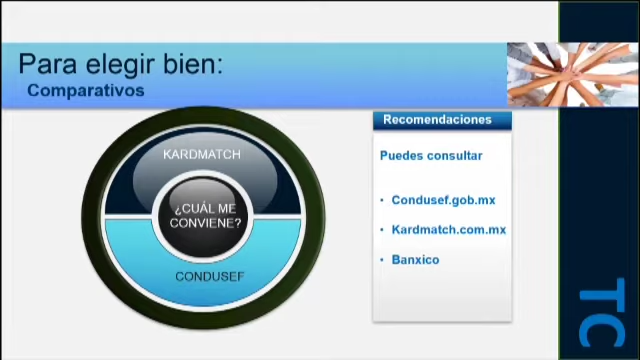 Para elegir bien:
Comparativos
KARDMATCH
¿CUÁL ME
CONVIENE?
CONDUSEF
Recomendaciones
Puedes consultar
• Condusef.gob.mx
• Kardmatch.com.mx
• Banxico
TC